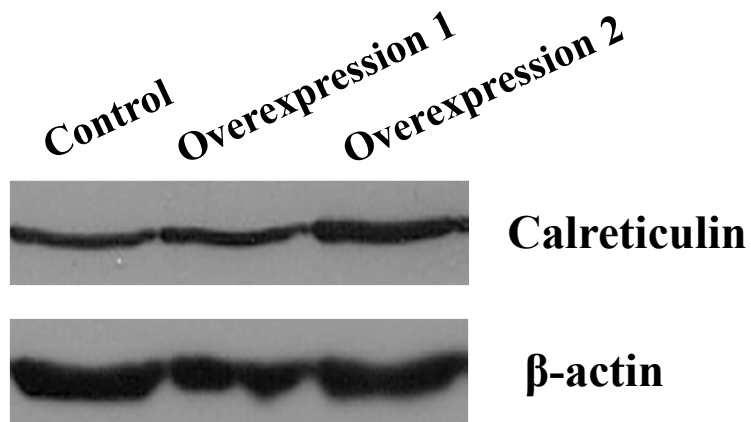 Control
Overexpression 1
Overexpression 2
Calreticulin
β-actin